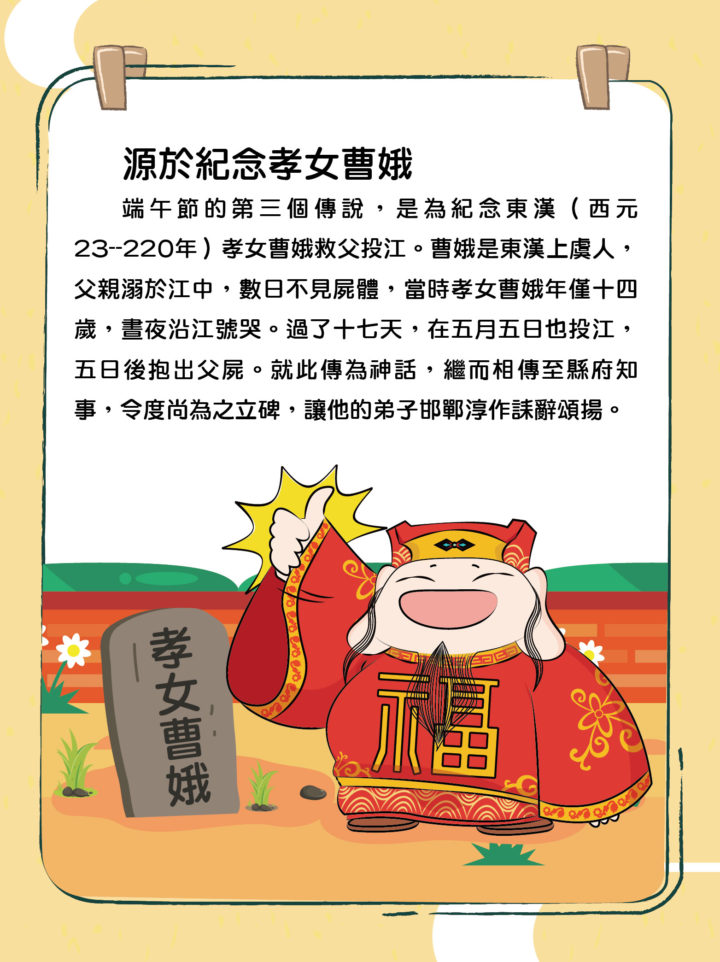 源於紀念孝女曹娥
端午節的第三個傳說，是為紀念東漢（西元
23--220年）孝女曹娥救父投江。曹娥是東漢上虞人，
父親溺於江中，數日不見屍體，當時孝女曹娥年僅十四
歲，晝夜沿江號哭。過了十七天，在五月五日也投江，
五日後抱出父屍。就此傳為神話，繼而相傳至縣府知
事，令度尚為之立碑，讓他的弟子邯鄲淳作誄辭頌揚。
孝女曹娥
福